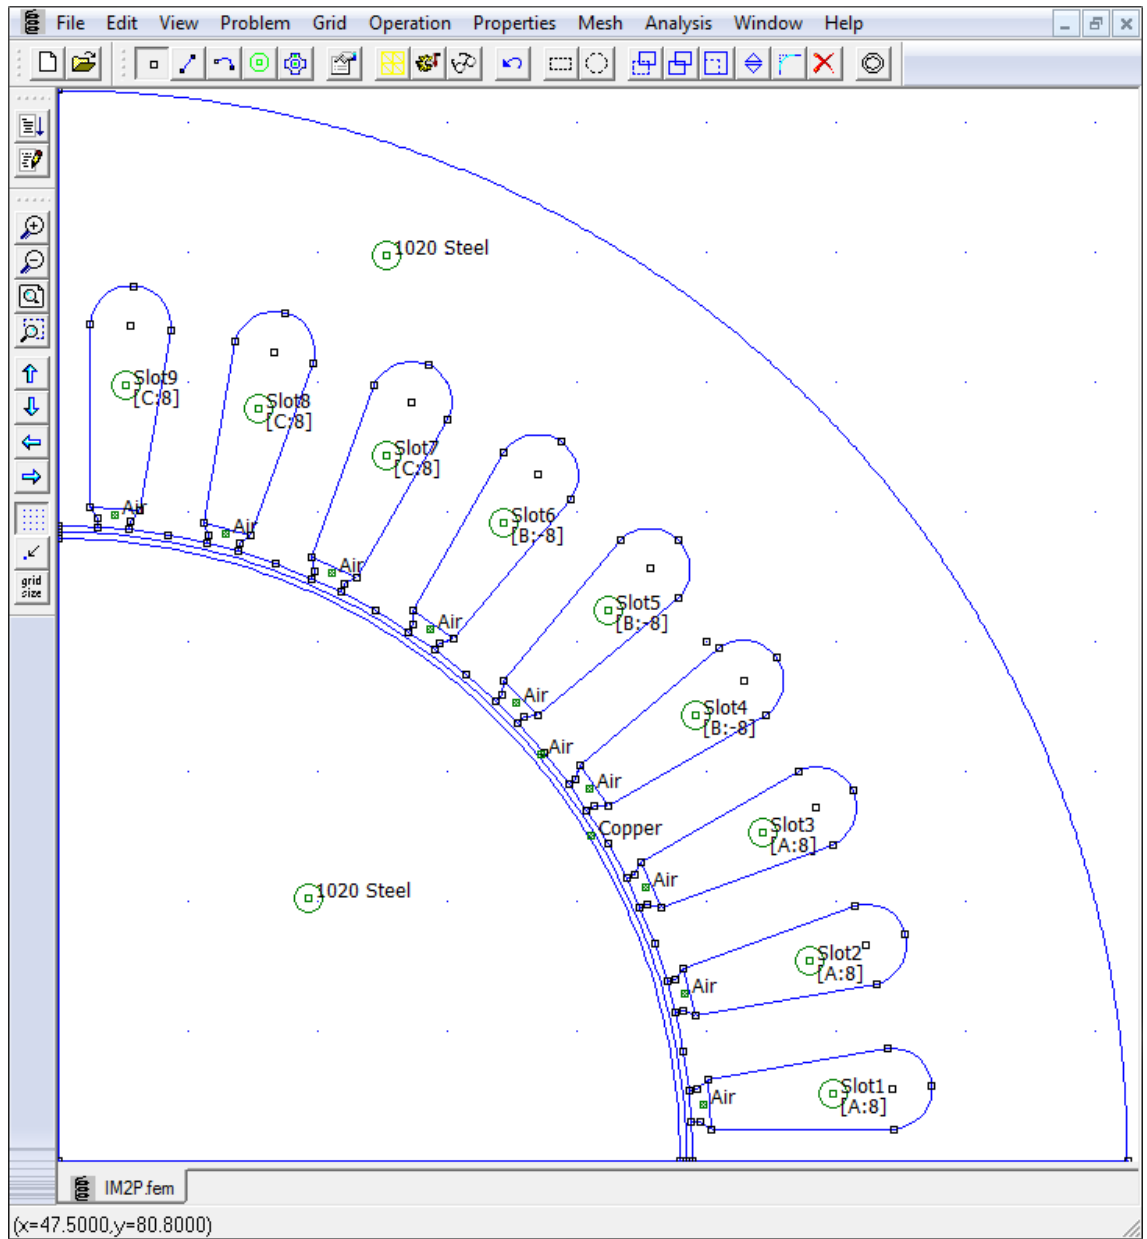 File Edit View Problem Grid Operation Properties Mesh Analysis Window Help
1020 Steel
Slot9
[C:8]
Slot8
[C:8]
Slot7
[C:8]
Air
Air
Slot6
[B:-8]
Air
grid
size
Slot5
[B:-8]
Air
Air
Slot4
[B:-8]
Air
Air
Slot3
[A:8]
Copper
Air
1020 Steel
Slot2
[A:8]
Air
Slot1
[A:8]
Air
IM2P.fem
(x=47.5000,y=80.8000)